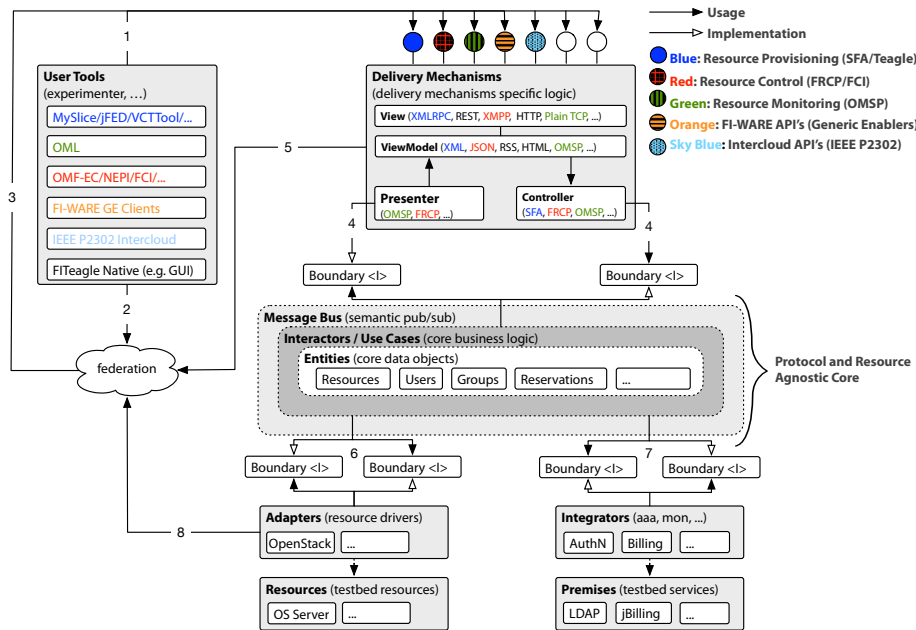 1
Usage
Implementation
Blue: Resource Provisioning (SFA/Teagle)
Red: Resource Control (FRCP/FCI)
Green: Resource Monitoring (OMSP)
Orange: FI-WARE API's (Generic Enablers)
Sky Blue: Intercloud API's (IEEE P2302)
User Tools
(experimenter, ...)
MySlice/jFED/VCTTool/...
OML
OMF-EC/NEPI/FCI/...
FI-WARE GE Clients
IEEE P2302 Intercloud
FITeagle Native (e.g. GUI)
Delivery Mechanisms
(delivery mechanisms specific logic)
View (XMLRPC, REST, XMPP, HTTP, Plain TCP, ...)
ViewModel (XML, JSON, RSS, HTML, OMSP, ...)
Presenter
(OMSP, FRCP, ...)
Controller
(SFA, FRCP, OMSP, ...)
5
3
4
4
2
Boundary <I>
Boundary <I>
Message Bus (semantic pub/sub)
Interactors / Use Cases (core business logic)
Entities (core data objects)
Resources
Users
Groups
Reservations
...
Protocol and Resource
Agnostic Core
federation
6
7
Boundary <I>
Boundary <I>
Boundary <I>
Boundary <I>
8
Adapters (resource drivers)
OpenStack
...
Integrators (aaa, mon, ...)
AuthN
Billing
...
Resources (testbed resources)
OS Server
...
Premises (testbed services)
LDAP
jBilling
...